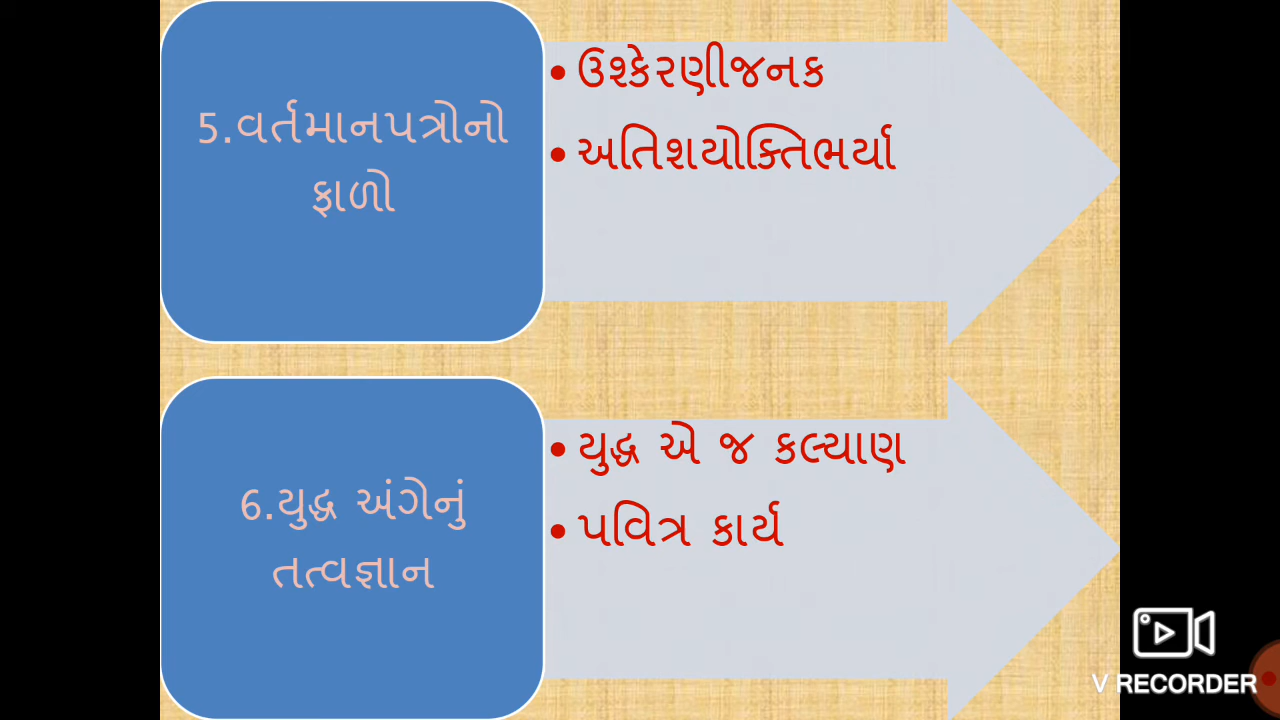 5.વર્તમાનપત્રોનો
ફાળો
• ઉશ્કેરણીજનક
• અતિશયોક્તિભર્યા
6.યુદ્ધ અંગેનું
તત્વજ્ઞાન
• યુદ્ધ એ જ કલ્યાણ
• પવિત્ર કાર્ય
V RECORDER